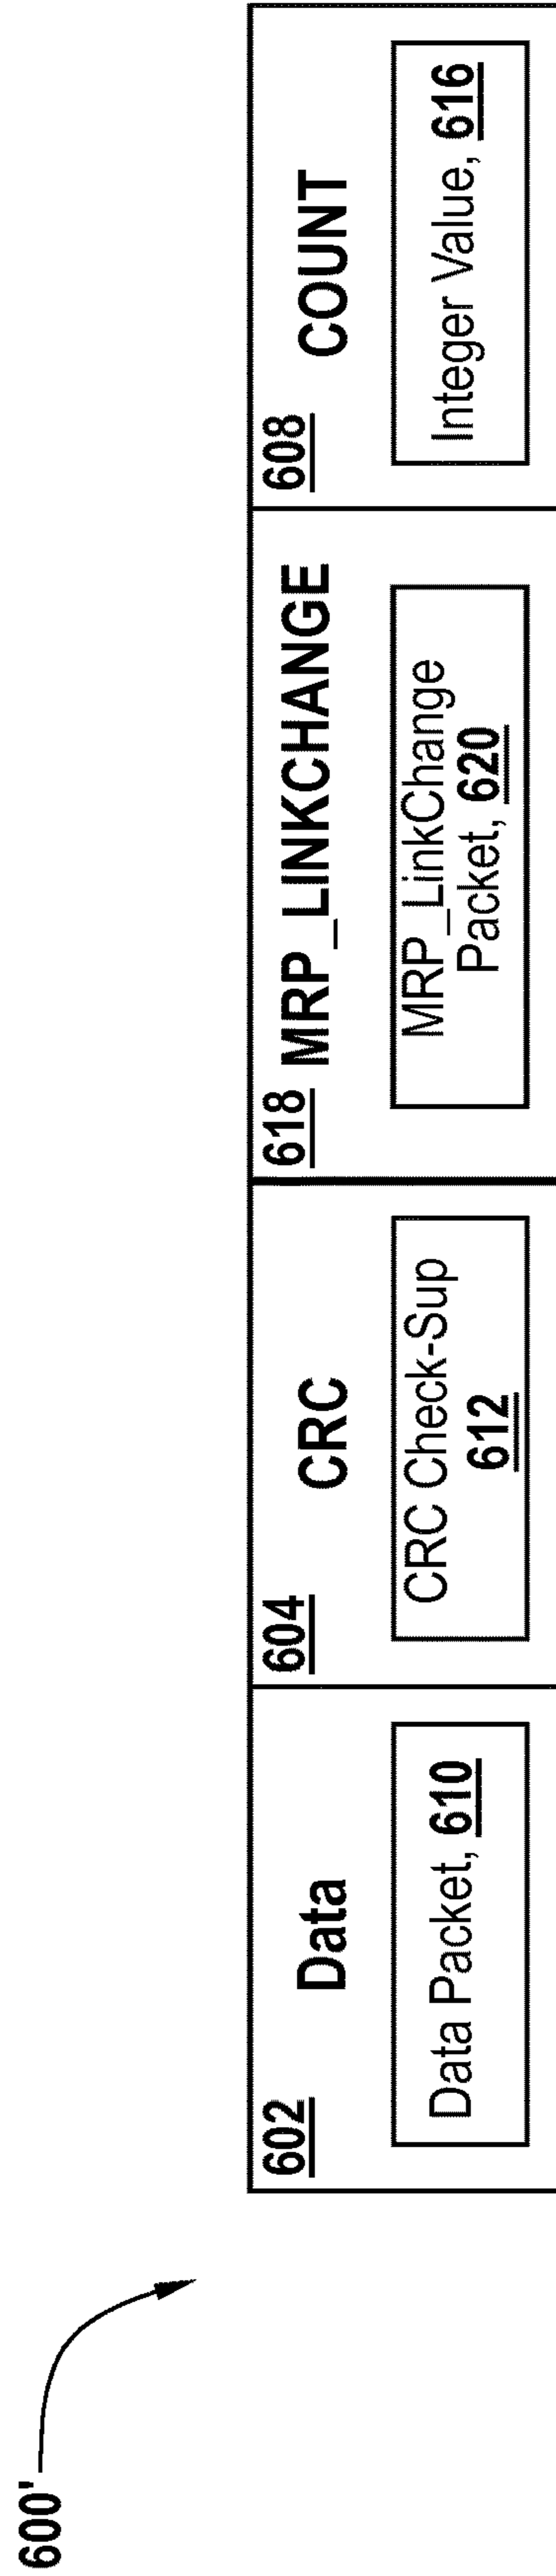 600'
602
Data
Data Packet, 610
604
CRC
CRC Check-Sup
612
618
MRP_LINKCHANGE
MRP_LinkChange
Packet, 620
608
COUNT
Integer Value, 616